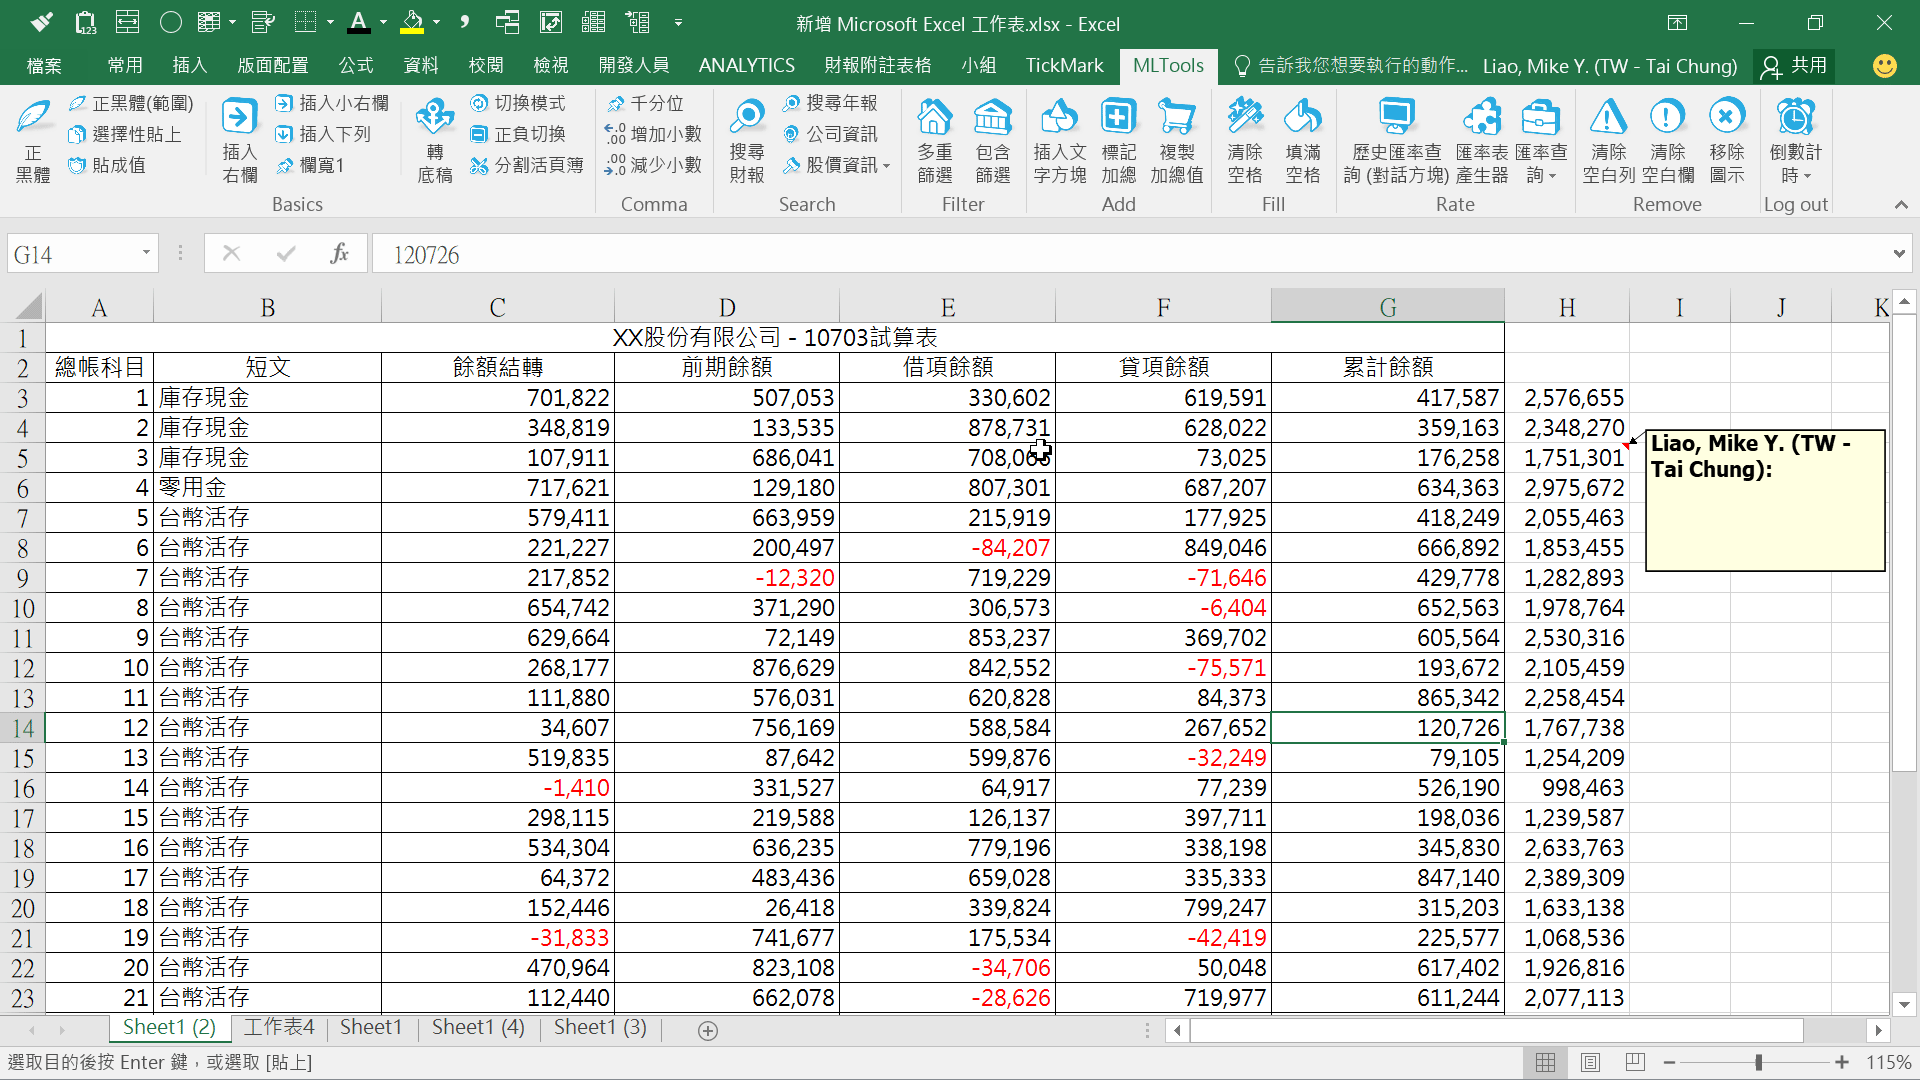 新增 Microsoft Excel 工作表.xlsx - Excel
檔案 常用 插入 版面配置 公式 資料 校閱 檢視 開發人員 ANALYTICS 財報附註表格 小組 TickMark MLTools 告訴我您想要執行的動作... Liao, Mike Y. (TW - Tai Chung) 共用
正黑體 正黑體(範圍) 選擇性貼上 貼成值 插入右欄 插入小右欄 插入下列 欄寬1 轉底稿 切換模式 正負切換 分割活頁簿
千分位 增加小數 減少小數 搜尋財報 搜尋年報 公司資訊 股價資訊 多重篩選 包含篩選 插入文字方塊 標記加總 複製加總值
清除空格 填滿空格 歷史匯率查詢 (對話方塊) 匯率表產生器 匯率查詢 清除空白列 清除空白欄 移除圖示 倒數計時
Basics Comma Search Filter Add Fill Rate Remove Log out
G14 fx 120726
A B C D E F G H I J K
1 XX股份有限公司 - 10703試算表
2 總帳科目 短文 餘額結轉 前期餘額 借項餘額 貸項餘額 累計餘額
3 1 庫存現金 701,822 507,053 330,602 619,591 417,587 2,576,655
4 2 庫存現金 348,819 133,535 878,731 628,022 359,163 2,348,270
5 3 庫存現金 107,911 686,041 73,025 176,258 1,751,301
Liao, Mike Y. (TW -
Tai Chung):
6 4 零用金 717,621 129,180 807,301 687,207 634,363 2,975,672
7 5 台幣活存 579,411 663,959 215,919 177,925 418,249 2,055,463
8 6 台幣活存 221,227 200,497 -84,207 849,046 666,892 1,853,455
9 7 台幣活存 217,852 -12,320 719,229 -71,646 429,778 1,282,893
10 8 台幣活存 654,742 371,290 306,573 -6,404 652,563 1,978,764
11 9 台幣活存 629,664 72,149 853,237 369,702 605,564 2,530,316
12 10 台幣活存 268,177 876,629 842,552 -75,571 193,672 2,105,459
13 11 台幣活存 111,880 576,031 620,828 84,373 865,342 2,258,454
14 12 台幣活存 34,607 756,169 588,584 267,652 120,726 1,767,738
15 13 台幣活存 519,835 87,642 599,876 -32,249 79,105 1,254,209
16 14 台幣活存 -1,410 331,527 64,917 77,239 526,190 998,463
17 15 台幣活存 298,115 219,588 126,137 397,711 198,036 1,239,587
18 16 台幣活存 534,304 636,235 779,196 338,198 345,830 2,633,763
19 17 台幣活存 64,372 483,436 659,028 335,333 847,140 2,389,309
20 18 台幣活存 152,446 26,418 339,824 799,247 315,203 1,633,138
21 19 台幣活存 -31,833 741,677 175,534 -42,419 225,577 1,068,536
22 20 台幣活存 470,964 823,108 -34,706 50,048 617,402 1,926,816
23 21 台幣活存 112,440 662,078 -28,626 719,977 611,244 2,077,113
Sheet1 (2) 工作表4 Sheet1 Sheet1 (4) Sheet1 (3)
選取目的後按 Enter 鍵，或選取 [貼上] 115%